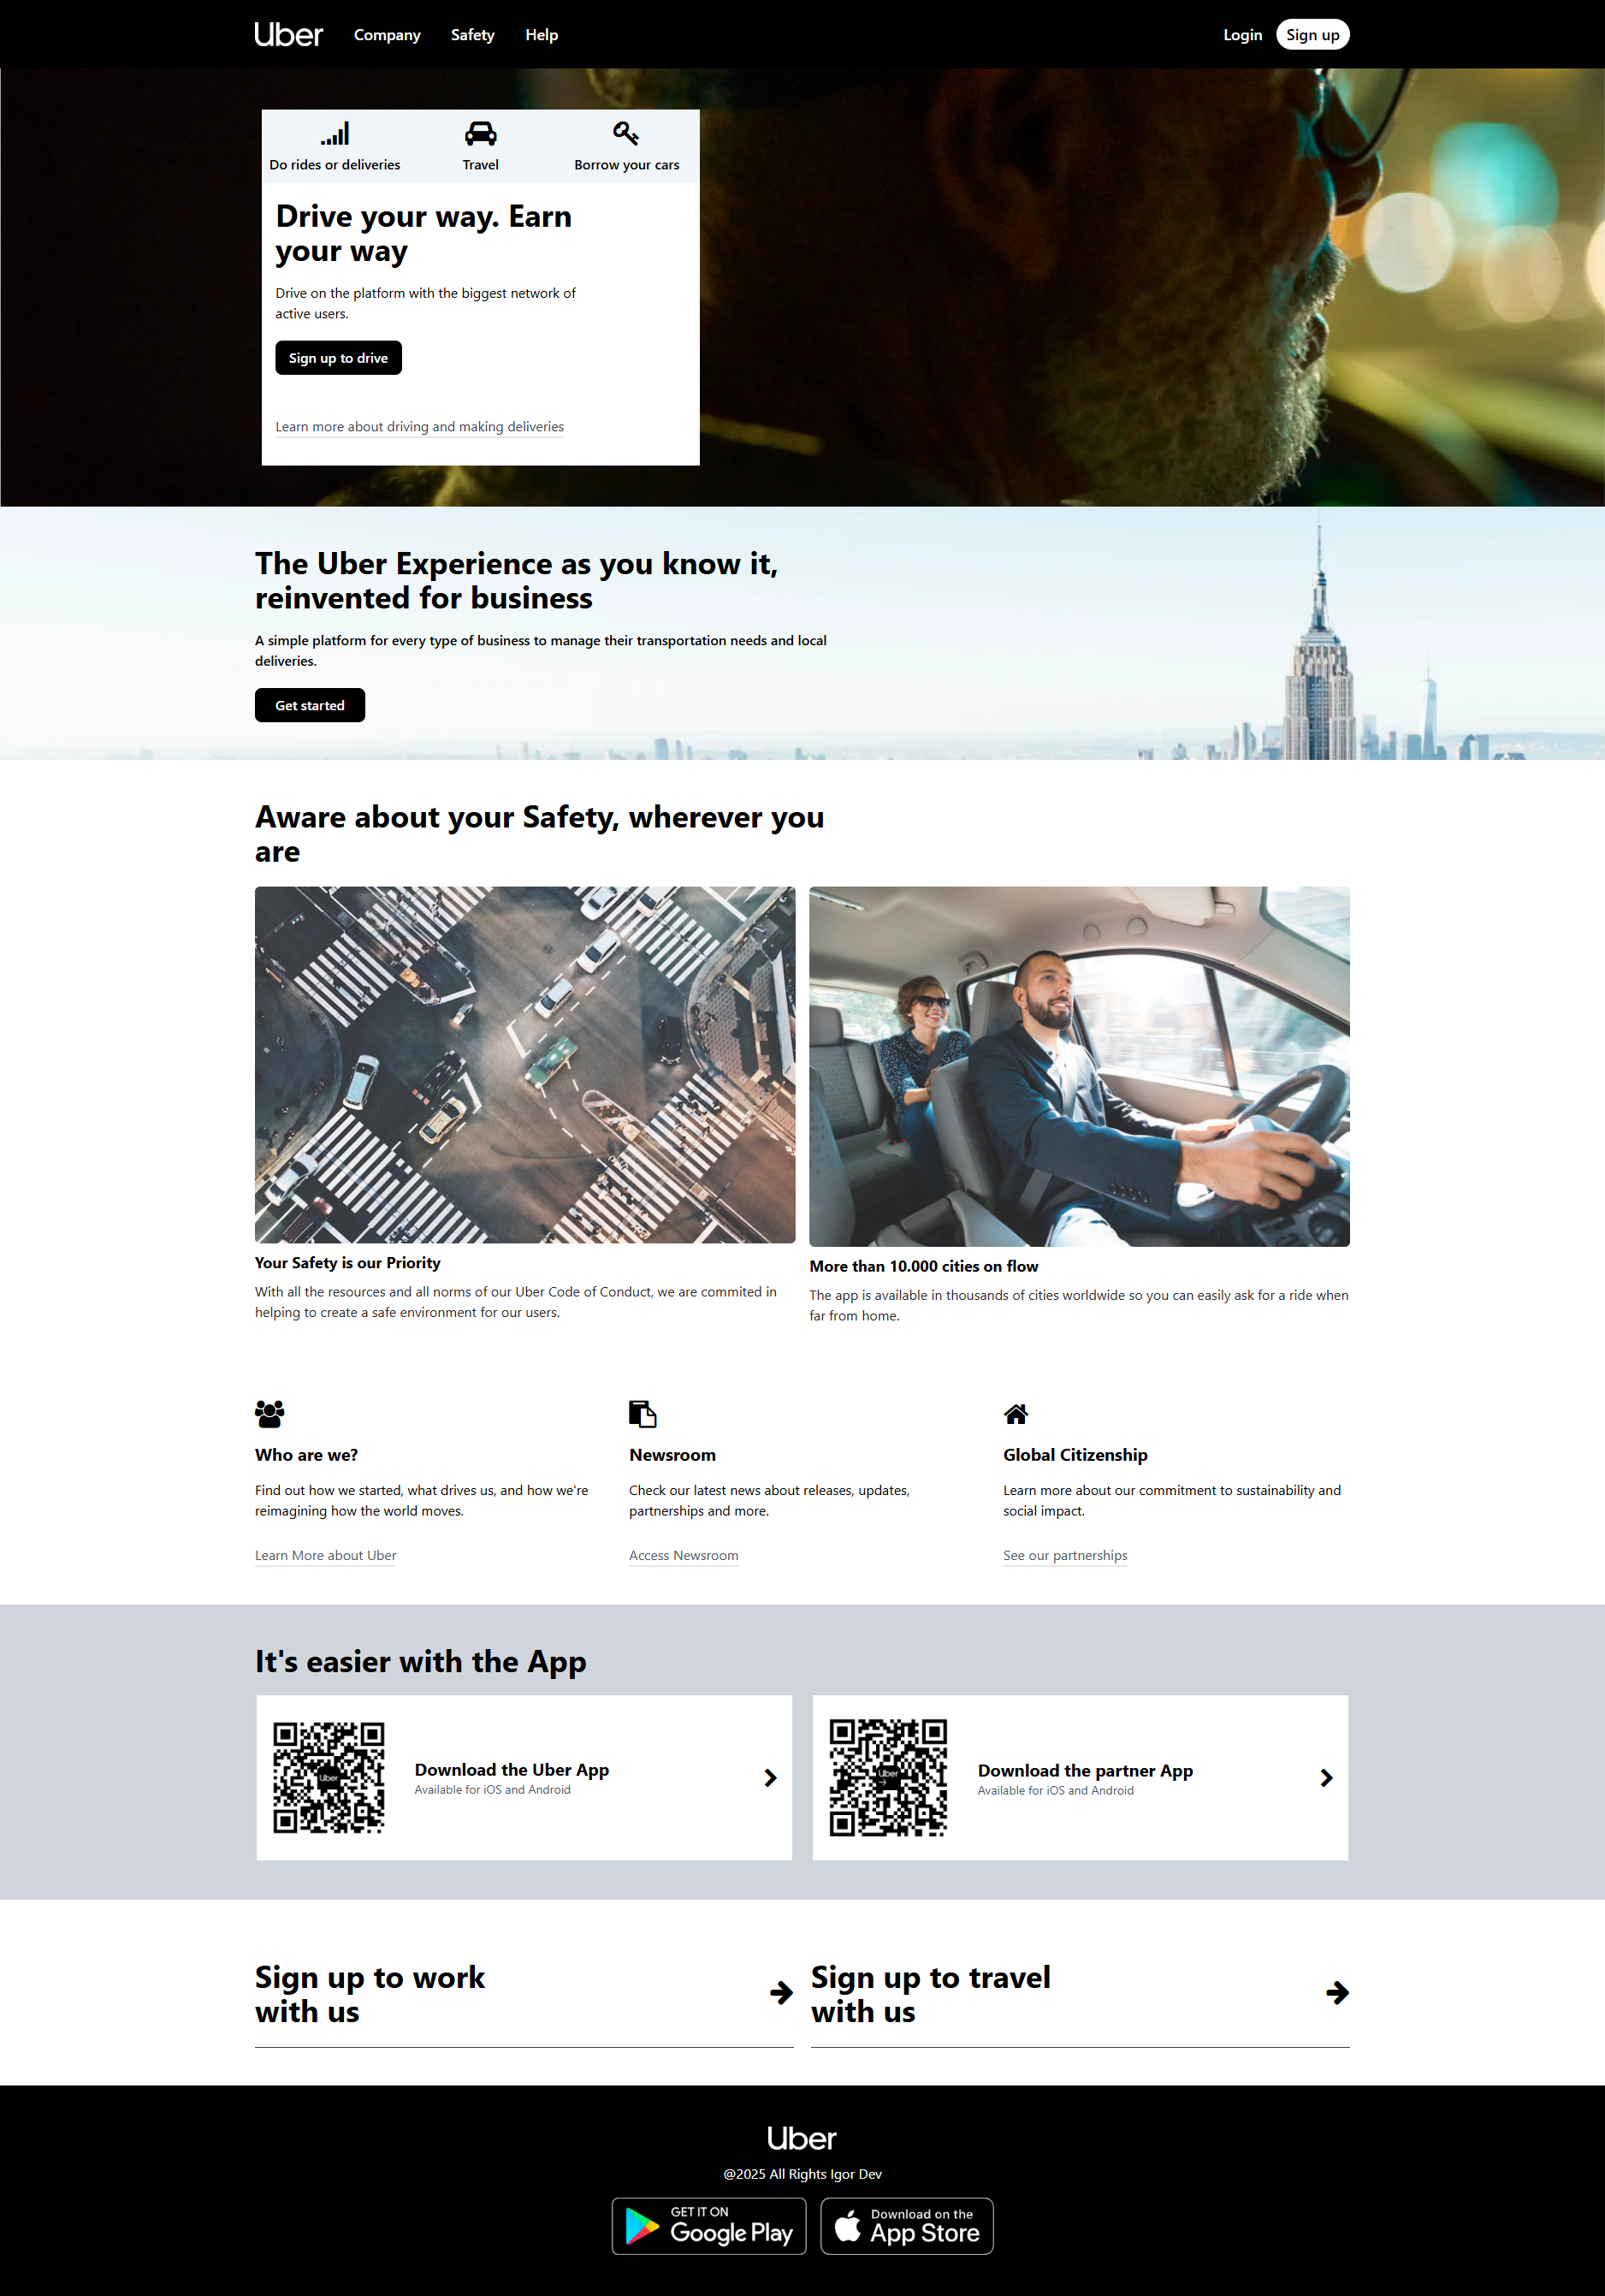 Uber Company Safety Help Login Sign up
Do rides or deliveries Travel Borrow your cars
Drive your way. Earn
your way
Drive on the platform with the biggest network of
active users.
Sign up to drive
Learn more about driving and making deliveries
The Uber Experience as you know it,
reinvented for business
A simple platform for every type of business to manage their transportation needs and local
deliveries.
Get started
Aware about your Safety, wherever you
are
Your Safety is our Priority
With all the resources and all norms of our Uber Code of Conduct, we are commited in
helping to create a safe environment for our users.
More than 10.000 cities on flow
The app is available in thousands of cities worldwide so you can easily ask for a ride when
far from home.
Who are we?
Find out how we started, what drives us, and how we're
reimagining how the world moves.
Learn More about Uber
Newsroom
Check our latest news about releases, updates,
partnerships and more.
Access Newsroom
Global Citizenship
Learn more about our commitment to sustainability and
social impact.
See our partnerships
It's easier with the App
Uber
Download the Uber App
Available for iOS and Android
Uber
Download the partner App
Available for iOS and Android
Sign up to work
with us
Sign up to travel
with us
Uber
@2025 All Rights Igor Dev
GET IT ON
Google Play
Download on the
App Store